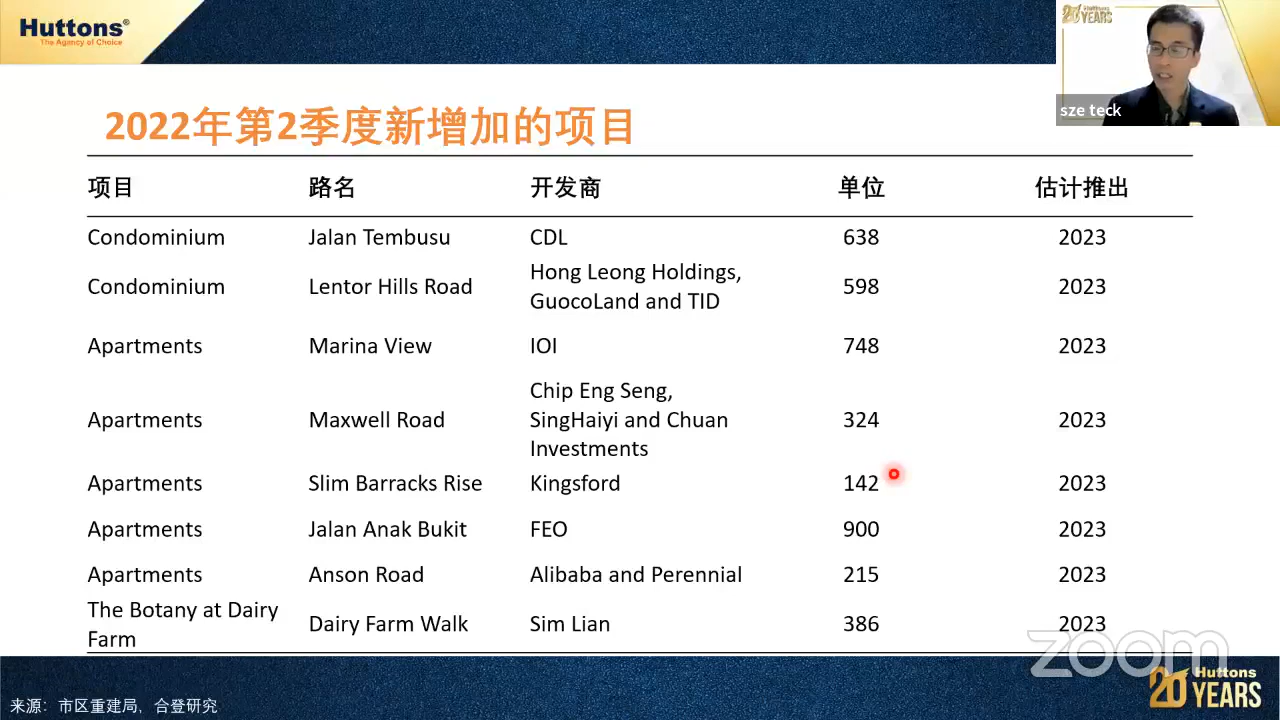 Huttons®
The Agency of Choice
20 Huttons
YEARS
sze teck
2022年第2季度新增加的项目
项目 路名 开发商 单位 估计推出
Condominium Jalan Tembusu CDL 638 2023
Condominium Lentor Hills Road Hong Leong Holdings, GuocoLand and TID 598 2023
Apartments Marina View IOI 748 2023
Apartments Maxwell Road Chip Eng Seng, SingHaiyi and Chuan Investments 324 2023
Apartments Slim Barracks Rise Kingsford 142 2023
Apartments Jalan Anak Bukit FEO 900 2023
Apartments Anson Road Alibaba and Perennial 215 2023
The Botany at Dairy Farm Dairy Farm Walk Sim Lian 386 2023
zoom
Huttons
20 YEARS
来源：市区重建局，合登研究